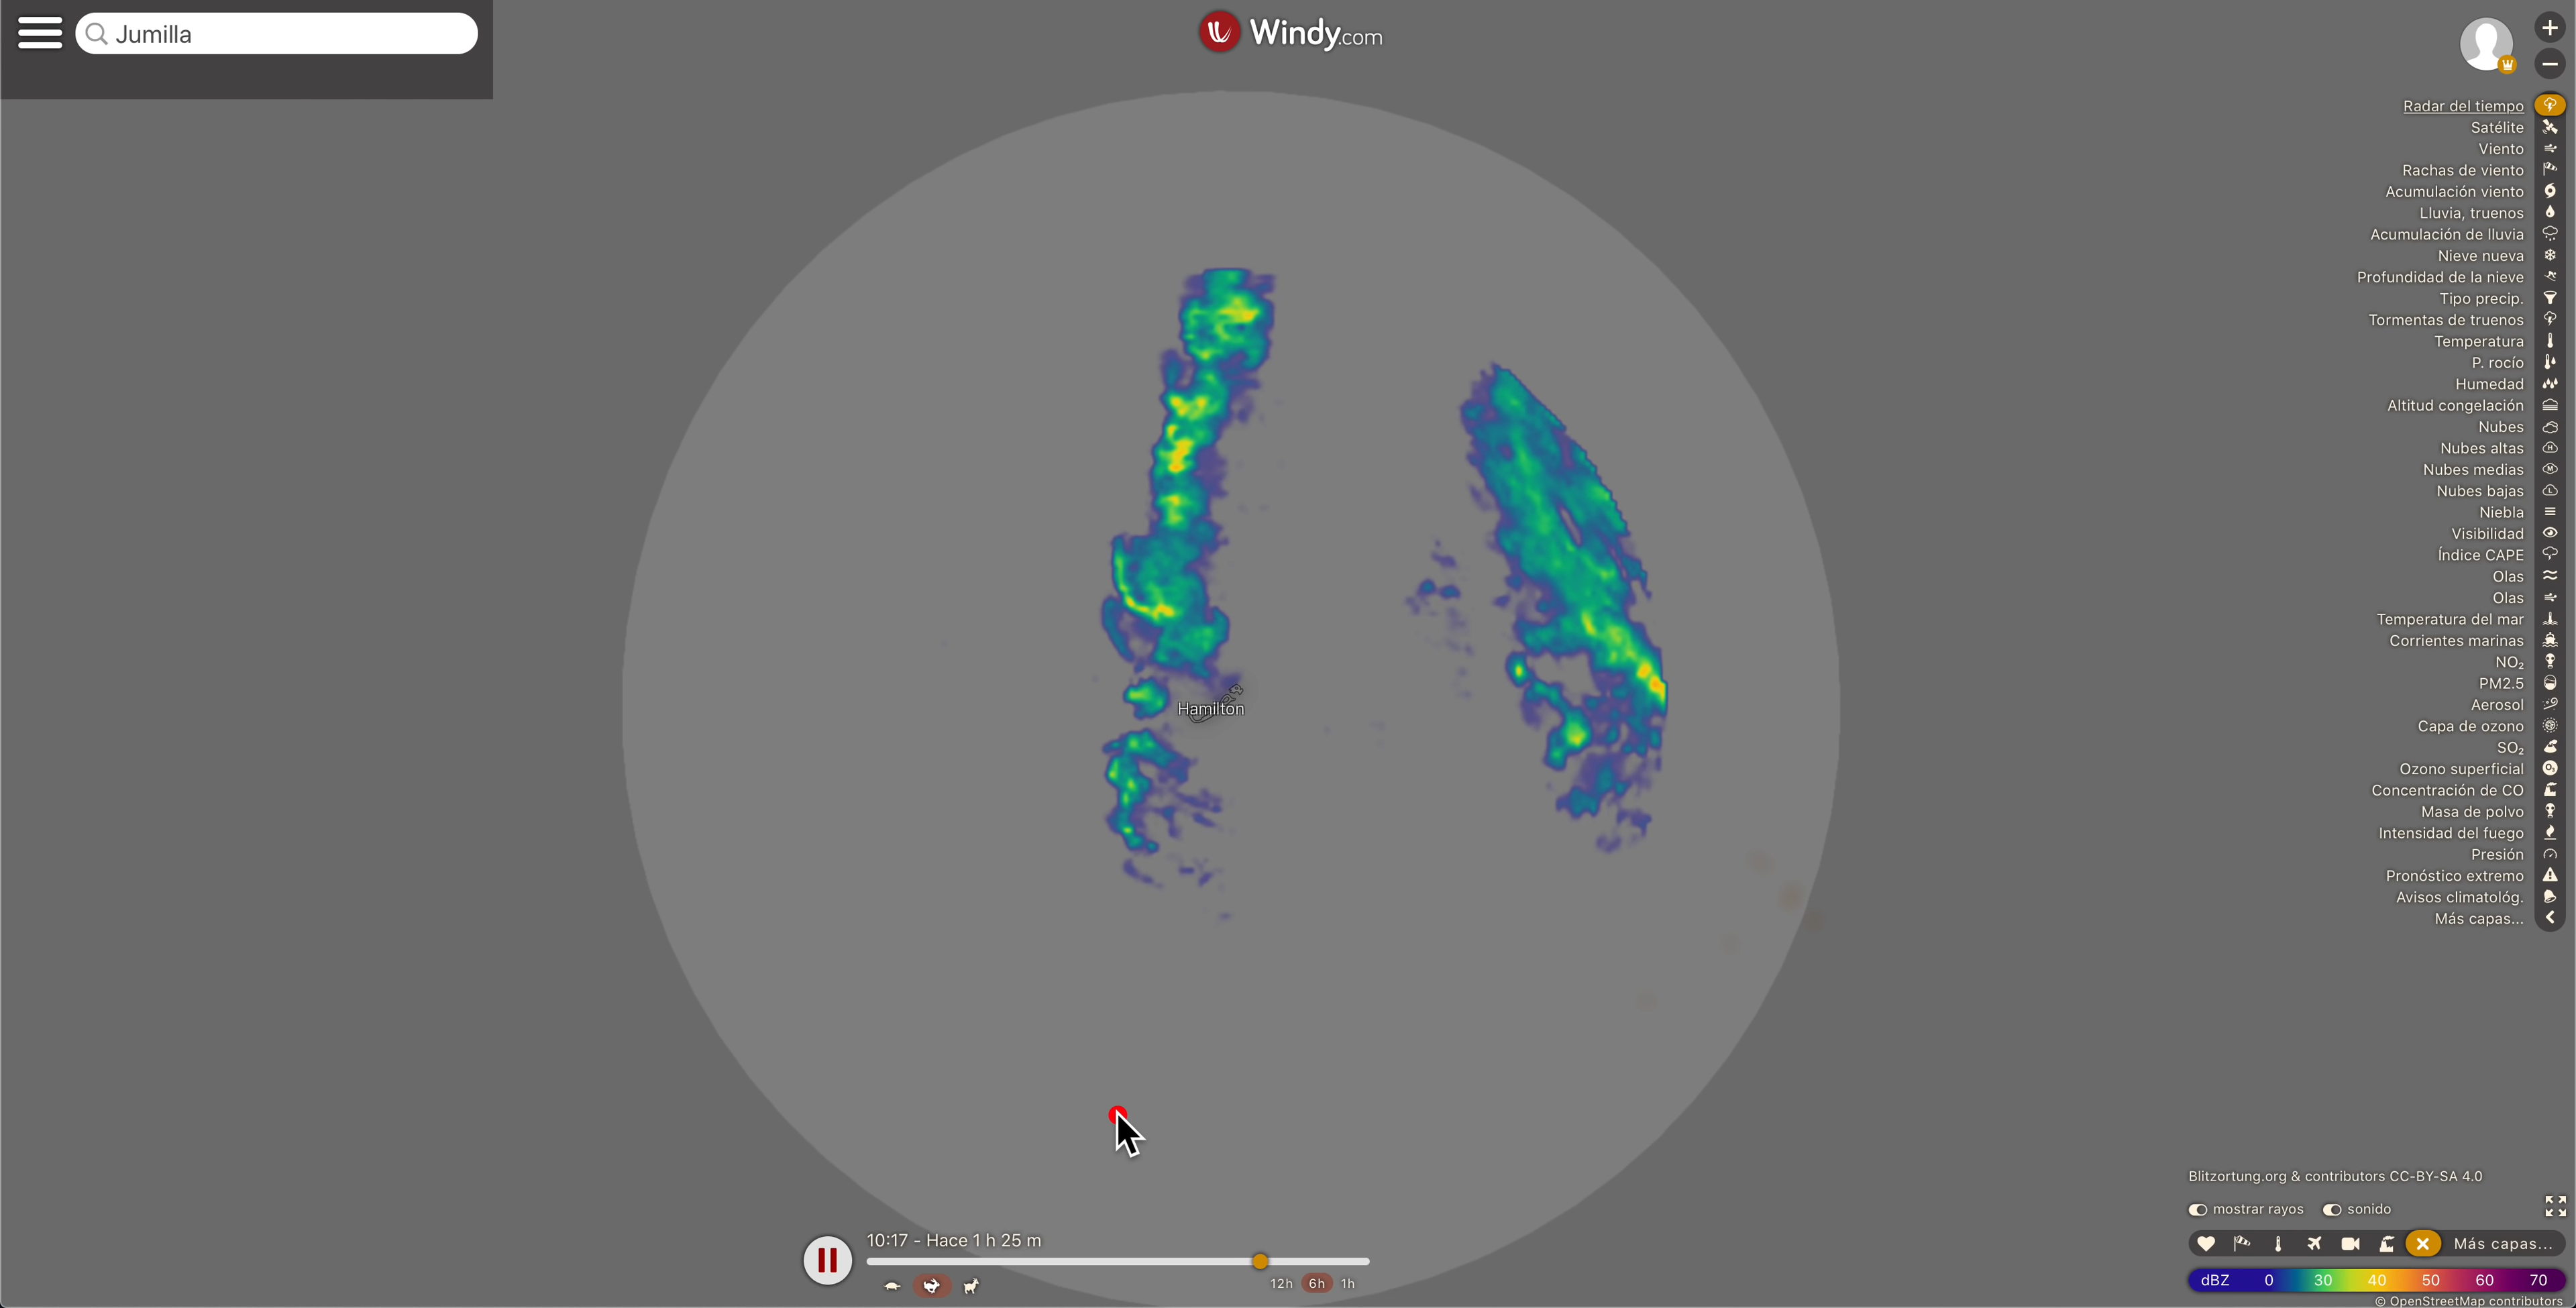 Jumilla
Windy.com
Radar del tiempo
Satélite
Viento
Rachas de viento
Acumulación viento
Lluvia, truenos
Acumulación de lluvia
Nieve nueva
Profundidad de la nieve
Tipo precip.
Tormentas de truenos
Temperatura
P. rocío
Humedad
Altitud congelación
Nubes
Nubes altas
Nubes medias
Nubes bajas
Niebla
Visibilidad
Índice CAPE
Olas
Olas
Temperatura del mar
Corrientes marinas
NO₂
PM2.5
Aerosol
Capa de ozono
SO₂
Ozono superficial
Concentración de CO
Masa de polvo
Intensidad del fuego
Presión
Pronóstico extremo
Avisos climatológ.
Más capas...
Hamilton
10:17 - Hace 1 h 25 m
12h 6h 1h
Blitzortung.org & contributors CC-BY-SA 4.0
mostrar rayos sonido
Más capas...
dBZ 0 30 40 50 60 70
© OpenStreetMap contributors